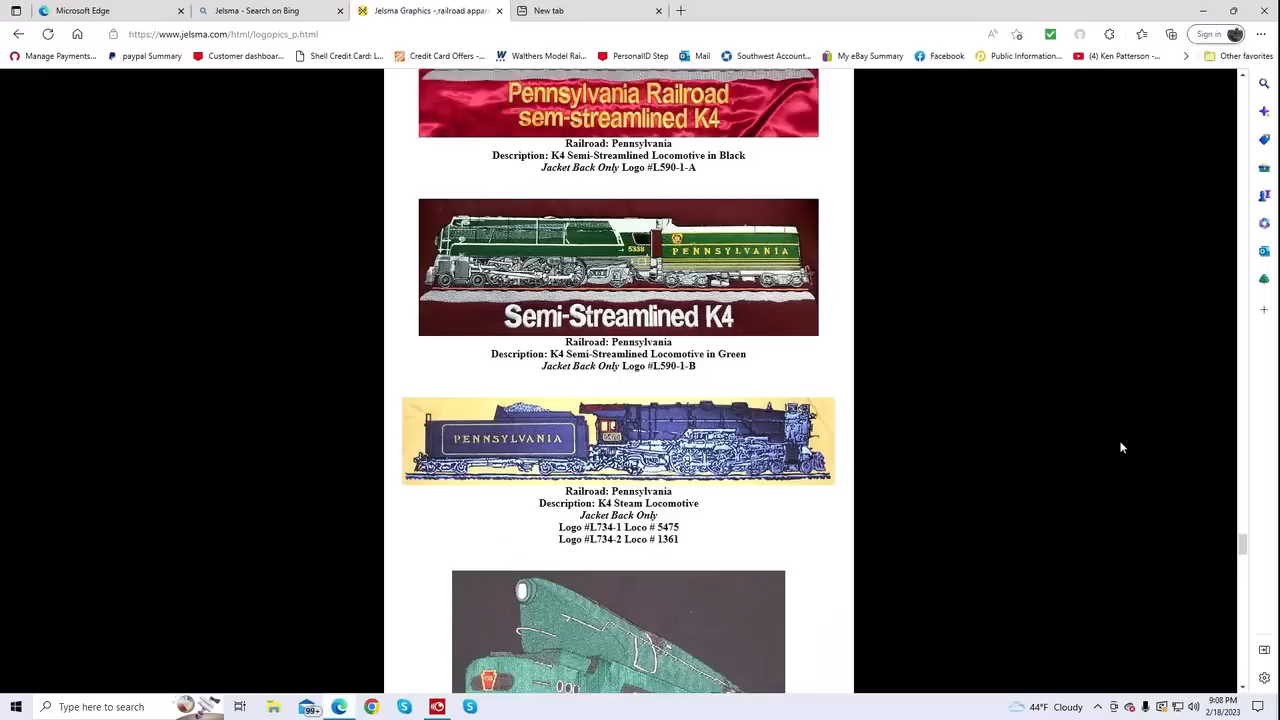 Microsoft Edge
Jelsma - Search on Bing
Jelsma Graphics -,railroad appar
New tab
https://www.jelsma.com/html/logopics_p.html
Sign in
Manage Payments...
paypal Summary
Customer dashboar...
Shell Credit Card: L...
Credit Card Offers -...
Walthers Model Rai...
PersonalID Step
Mail
Southwest Account...
My eBay Summary
Facebook
Public Information...
Ken Patterson - You...
Other favorites
Pennsylvania Railroad
sem-streamlined K4
Railroad: Pennsylvania
Description: K4 Semi-Streamlined Locomotive in Black
Jacket Back Only Logo #L590-1-A
5338
PENNSYLVANIA
Semi-Streamlined K4
Railroad: Pennsylvania
Description: K4 Semi-Streamlined Locomotive in Green
Jacket Back Only Logo #L590-1-B
PENNSYLVANIA
5475
Railroad: Pennsylvania
Description: K4 Steam Locomotive
Jacket Back Only
Logo #L734-1 Loco # 5475
Logo #L734-2 Loco # 1361
Type here to search
99+
44°F Cloudy
9:08 PM
2/18/2023